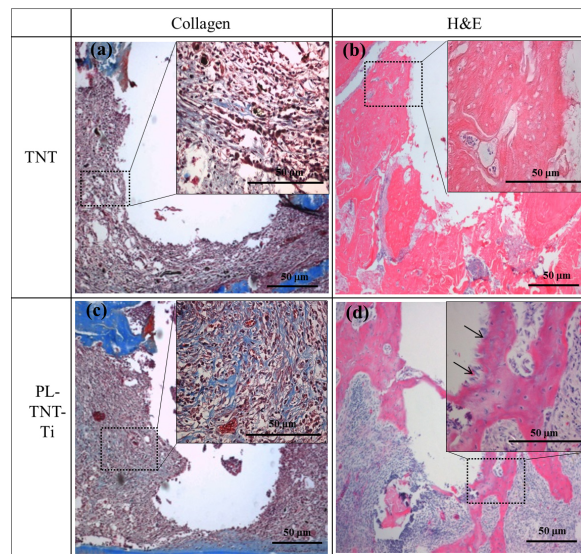 Collagen
H&E
TNT
(a)
50 µm
50 µm
(b)
50 µm
50 µm
PL-
TNT-
Ti
(c)
50 µm
50 µm
(d)
50 µm
50 µm